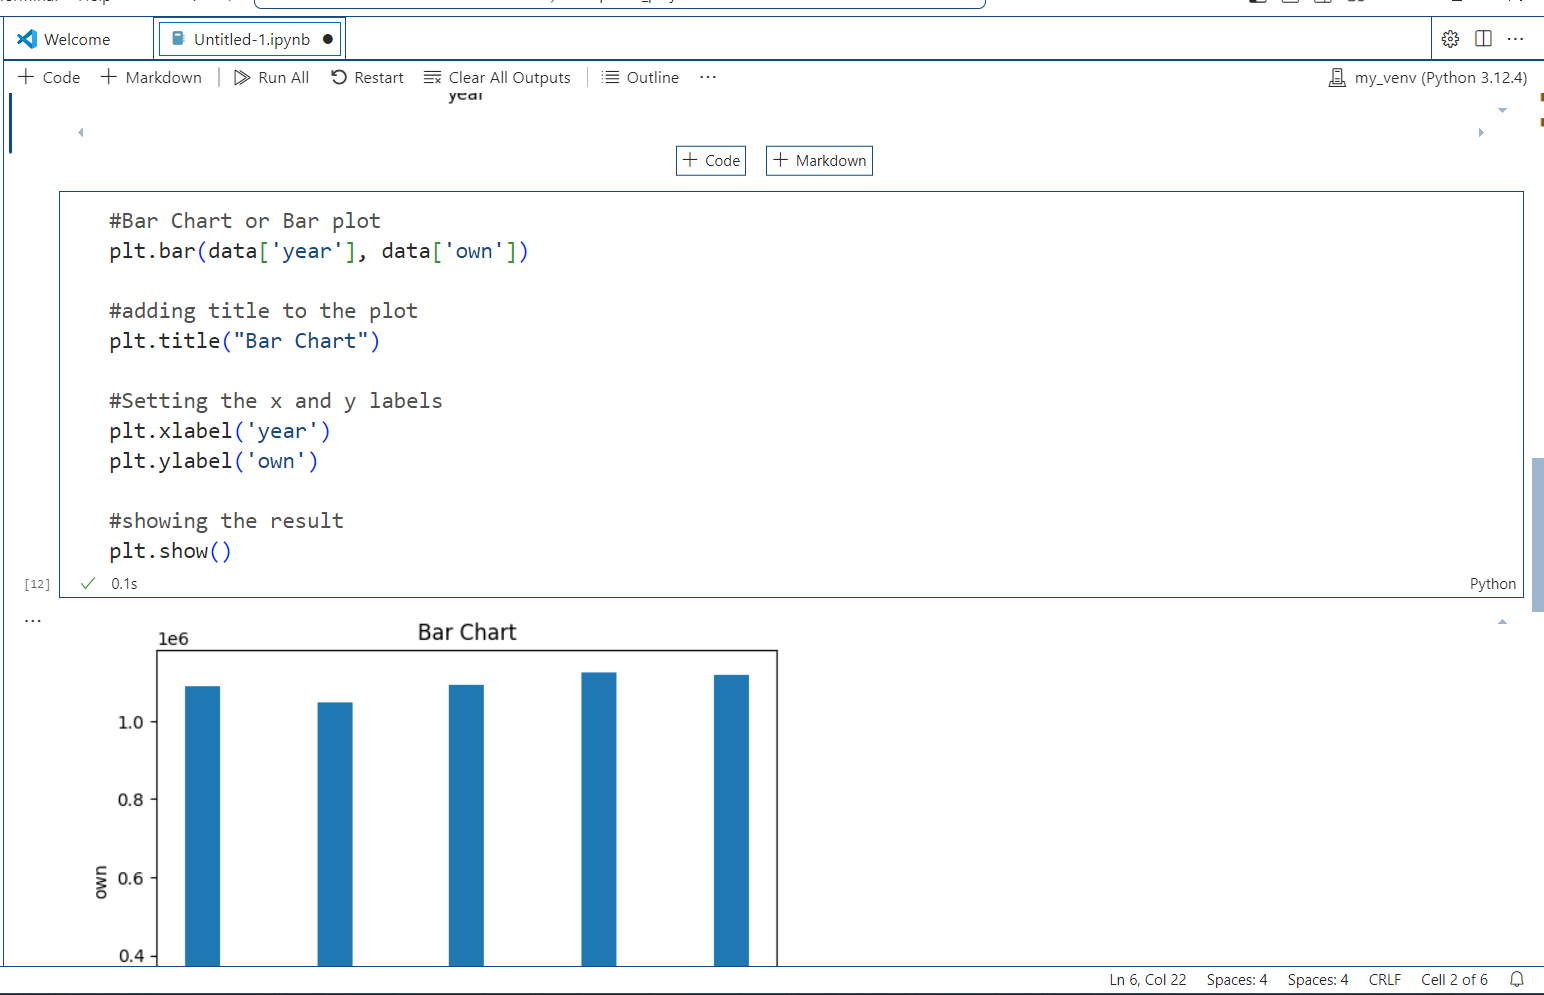 Welcome
Untitled-1.ipynb
Code Markdown Run All Restart Clear All Outputs Outline ... my_venv (Python 3.12.4)
year
Code Markdown
#Bar Chart or Bar plot
plt.bar(data['year'], data['own'])
#adding title to the plot
plt.title("Bar Chart")
#Setting the x and y labels
plt.xlabel('year')
plt.ylabel('own')
#showing the result
plt.show()
[12] 0.1s Python
...
Bar Chart
1e6
1.0
0.8
0.6
0.4
own
Ln 6, Col 22 Spaces: 4 Spaces: 4 CRLF Cell 2 of 6